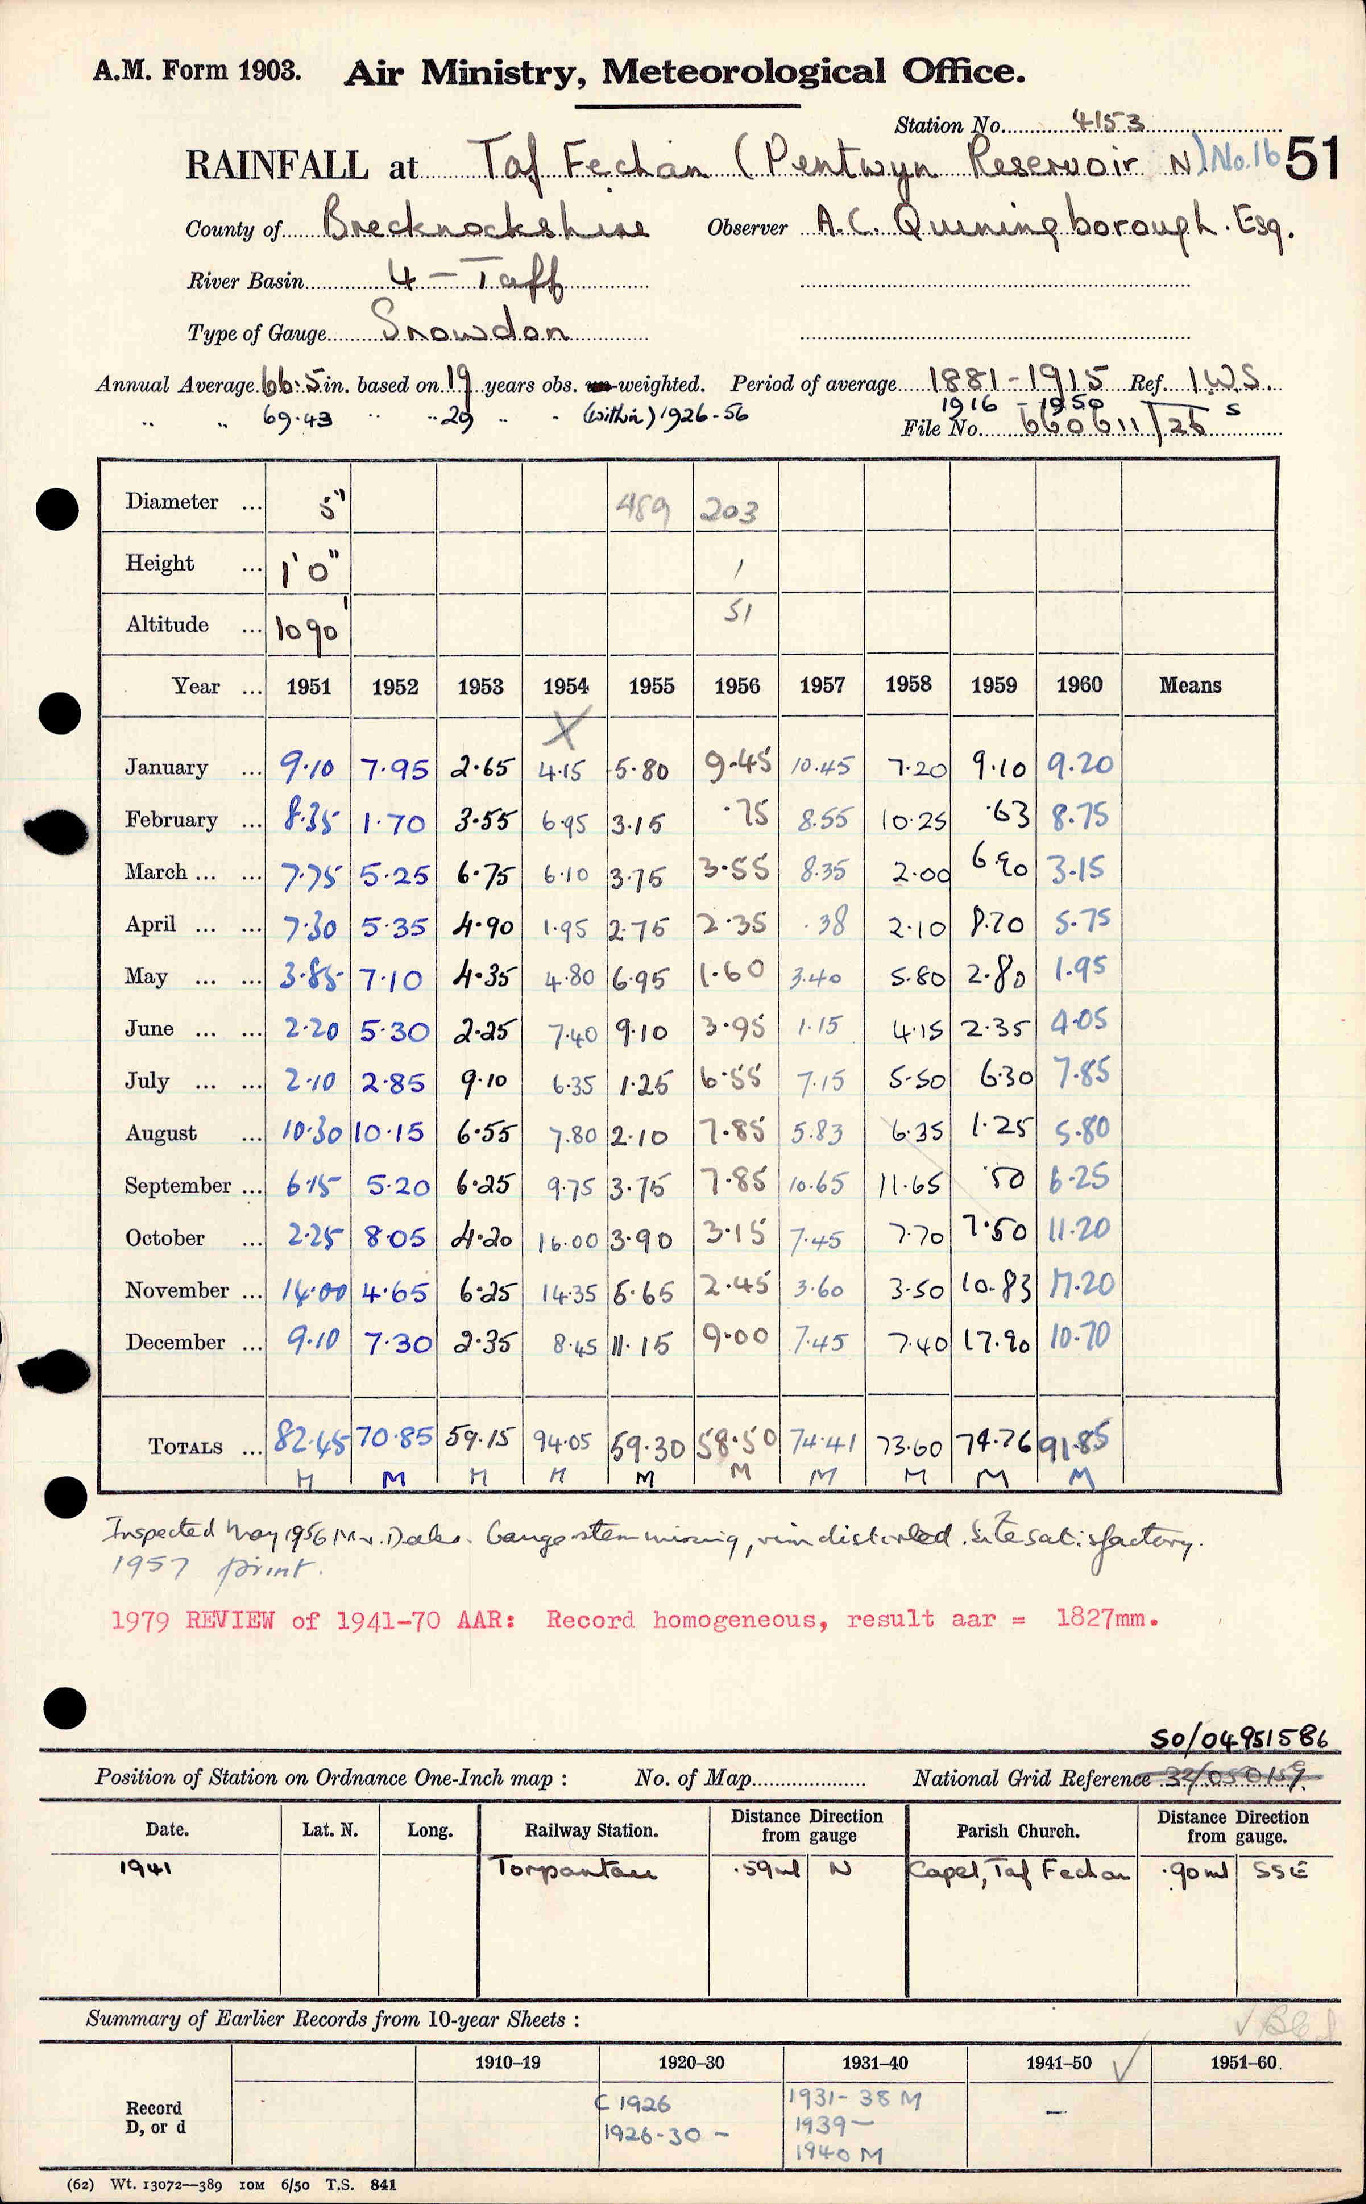 A.M. Form 1903. Air Ministry, Meteorological Office.
Station No. 4153
RAINFALL at Taf Fechan (Pentwyn Reservoir N) No.16 51
County of Brecknockshire Observer A.C. Quiningborough. Esq.
River Basin 4 - Taff
Type of Gauge Snowdon
Annual Average 66.5 in. based on 19 years obs. weighted. Period of average 1881-1915 Ref. I.W.S.
" " 69.43 " " 29 " " (within) 1926-56 1916 - 1950 s
File No. 660611/26
Diameter ... 5" 489 203
Height ... 1'0" 1
Altitude ... 1090' 51
Year ... 1951 1952 1953 1954 1955 1956 1957 1958 1959 1960 Means
X
January ... 9.10 7.95 2.65 4.15 5.80 9.45 10.45 7.20 9.10 9.20
February ... 8.35 1.70 3.55 6.95 3.15 .75 8.55 10.25 .63 8.75
March ... ... 7.75 5.25 6.75 6.10 3.75 3.55 8.35 2.00 6.90 3.15
April ... ... 7.30 5.35 4.90 1.95 2.75 2.35 .38 2.10 8.70 5.75
May ... ... 3.85 7.10 4.35 4.80 6.95 1.60 3.40 5.80 2.80 1.95
June ... ... 2.20 5.30 2.25 7.40 9.10 3.95 1.15 4.15 2.35 4.05
July ... ... 2.10 2.85 9.10 6.35 1.25 6.55 7.15 5.50 6.30 7.85
August ... 10.30 10.15 6.55 7.80 2.10 7.85 5.83 6.35 1.25 5.80
September ... 6.15 5.20 6.25 9.75 3.75 7.85 10.65 11.65 .50 6.25
October ... 2.25 8.05 4.20 16.00 3.90 3.15 7.45 7.70 7.50 11.20
November ... 14.00 4.65 6.25 14.35 5.65 2.45 3.60 3.50 10.83 17.20
December ... 9.10 7.30 2.35 8.45 11.15 9.00 7.45 7.40 17.90 10.70
TOTALS ... 82.45 70.85 59.15 94.05 59.30 58.50 74.41 73.60 74.76 91.85
M M M M M M M M M M
Inspected May 1956 Mr. Gauge stem missing, rim distorted. Site satisfactory.
1957 print.
1979 REVIEW of 1941-70 AAR: Record homogeneous, result aar = 1827mm.
SO/04951586
Position of Station on Ordnance One-Inch map : No. of Map National Grid Reference 32/050159
Date. Lat. N. Long. Railway Station. Distance from Direction gauge Parish Church. Distance from Direction gauge.
1941 Torpantau .59ml N Capel, Taf Fechan .90ml SSE
Summary of Earlier Records from 10-year Sheets :
1910–19 1920–30 1931–40 1941–50 ✓ 1951–60.
Record D, or d C 1926 1931-38 M –
1926-30 – 1939 –
1940 M
(62) Wt. 13072—389 10M 6/50 T.S. 841